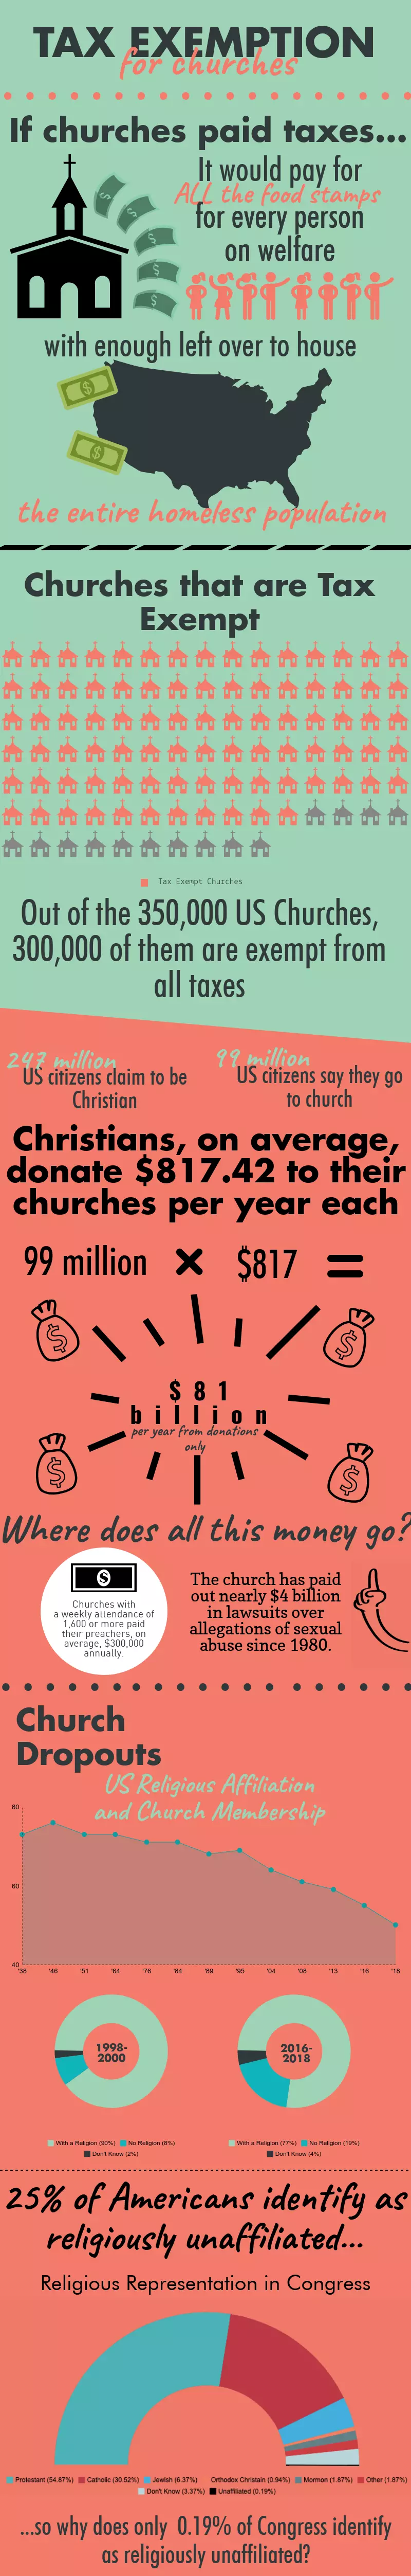 TAX EXEMPTION
for churches
If churches paid taxes...
It would pay for
ALL the food stamps
for every person
on welfare
with enough left over to house
the entire homeless population
Churches that are Tax
Exempt
Tax Exempt Churches
Out of the 350,000 US Churches,
300,000 of them are exempt from
all taxes
247 million
US citizens claim to be
Christian
99 million
US citizens say they go
to church
Christians, on average,
donate $817.42 to their
churches per year each
99 million × $817 =
$81
billion
per year from donations
only
Where does all this money go?
Churches with
a weekly attendance of
1,600 or more paid
their preachers, on
average, $300,000
annually.
The church has paid
out nearly $4 billion
in lawsuits over
allegations of sexual
abuse since 1980.
Church
Dropouts
US Religious Affiliation
and Church Membership
80
60
40
'38 '46 '51 '64 '76 '84 '89 '95 '04 '08 '13 '16 '18
1998-
2000
2016-
2018
With a Religion (90%) No Religion (8%)
Don't Know (2%)
With a Religion (77%) No Religion (19%)
Don't Know (4%)
25% of Americans identify as
religiously unaffiliated...
Religious Representation in Congress
Protestant (54.87%) Catholic (30.52%) Jewish (6.37%) Orthodox Christain (0.94%) Mormon (1.87%) Other (1.87%)
Don't Know (3.37%) Unaffiliated (0.19%)
...so why does only 0.19% of Congress identify
as religiously unaffiliated?